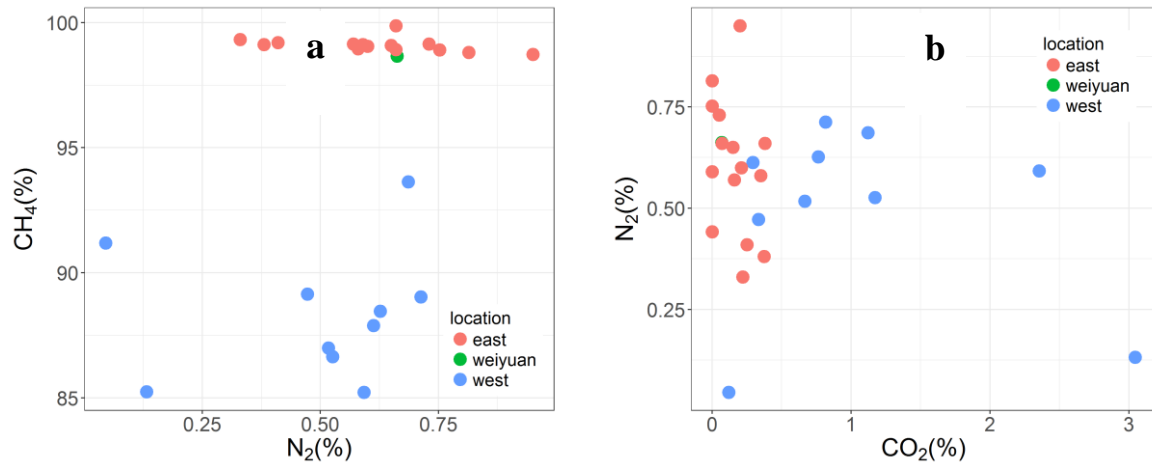 a
CH₄(%)
100
95
90
85
0.25
0.50
0.75
N₂(%)
location
east
weiyuan
west
b
N₂(%)
0.75
0.50
0.25
0
1
2
3
CO₂(%)
location
east
weiyuan
west